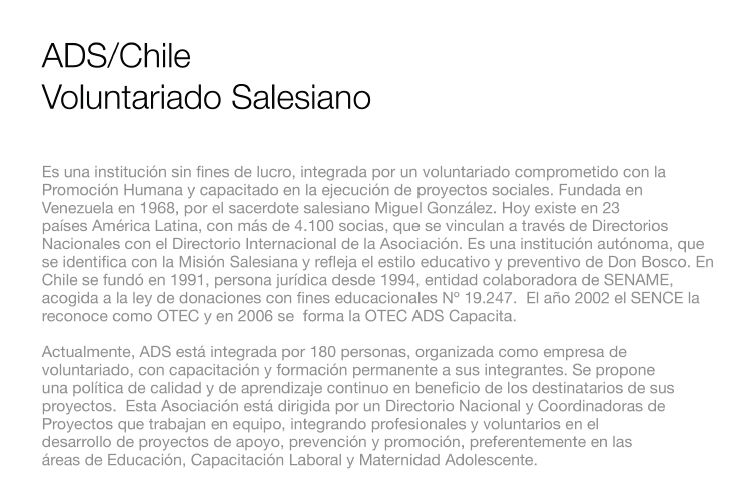 ADS/Chile
Voluntariado Salesiano
Es una institución sin fines de lucro, integrada por un voluntariado comprometido con la
Promoción Humana y capacitado en la ejecución de proyectos sociales. Fundada en
Venezuela en 1968, por el sacerdote salesiano Miguel González. Hoy existe en 23
países América Latina, con más de 4.100 socias, que se vinculan a través de Directorios
Nacionales con el Directorio Internacional de la Asociación. Es una institución autónoma, que
se identifica con la Misión Salesiana y refleja el estilo educativo y preventivo de Don Bosco. En
Chile se fundó en 1991, persona jurídica desde 1994, entidad colaboradora de SENAME,
acogida a la ley de donaciones con fines educacionales Nº 19.247.  El año 2002 el SENCE la
reconoce como OTEC y en 2006 se  forma la OTEC ADS Capacita.
Actualmente, ADS está integrada por 180 personas, organizada como empresa de
voluntariado, con capacitación y formación permanente a sus integrantes. Se propone
una política de calidad y de aprendizaje continuo en beneficio de los destinatarios de sus
proyectos.  Esta Asociación está dirigida por un Directorio Nacional y Coordinadoras de
Proyectos que trabajan en equipo, integrando profesionales y voluntarios en el
desarrollo de proyectos de apoyo, prevención y promoción, preferentemente en las
áreas de Educación, Capacitación Laboral y Maternidad Adolescente.